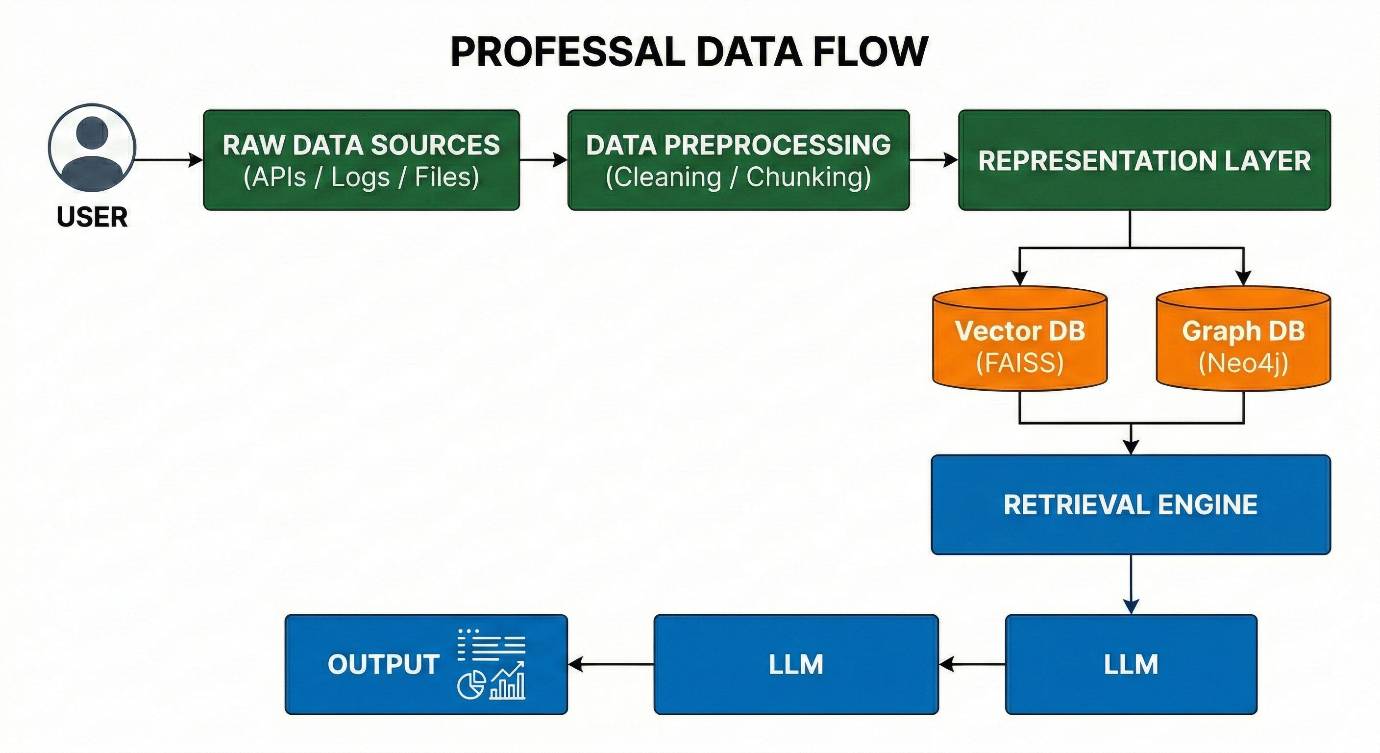 PROFESSAL DATA FLOW
USER
RAW DATA SOURCES
(APIs / Logs / Files)
DATA PREPROCESSING
(Cleaning / Chunking)
REPRESENTATION LAYER
Vector DB
(FAISS)
Graph DB
(Neo4j)
RETRIEVAL ENGINE
LLM
LLM
OUTPUT